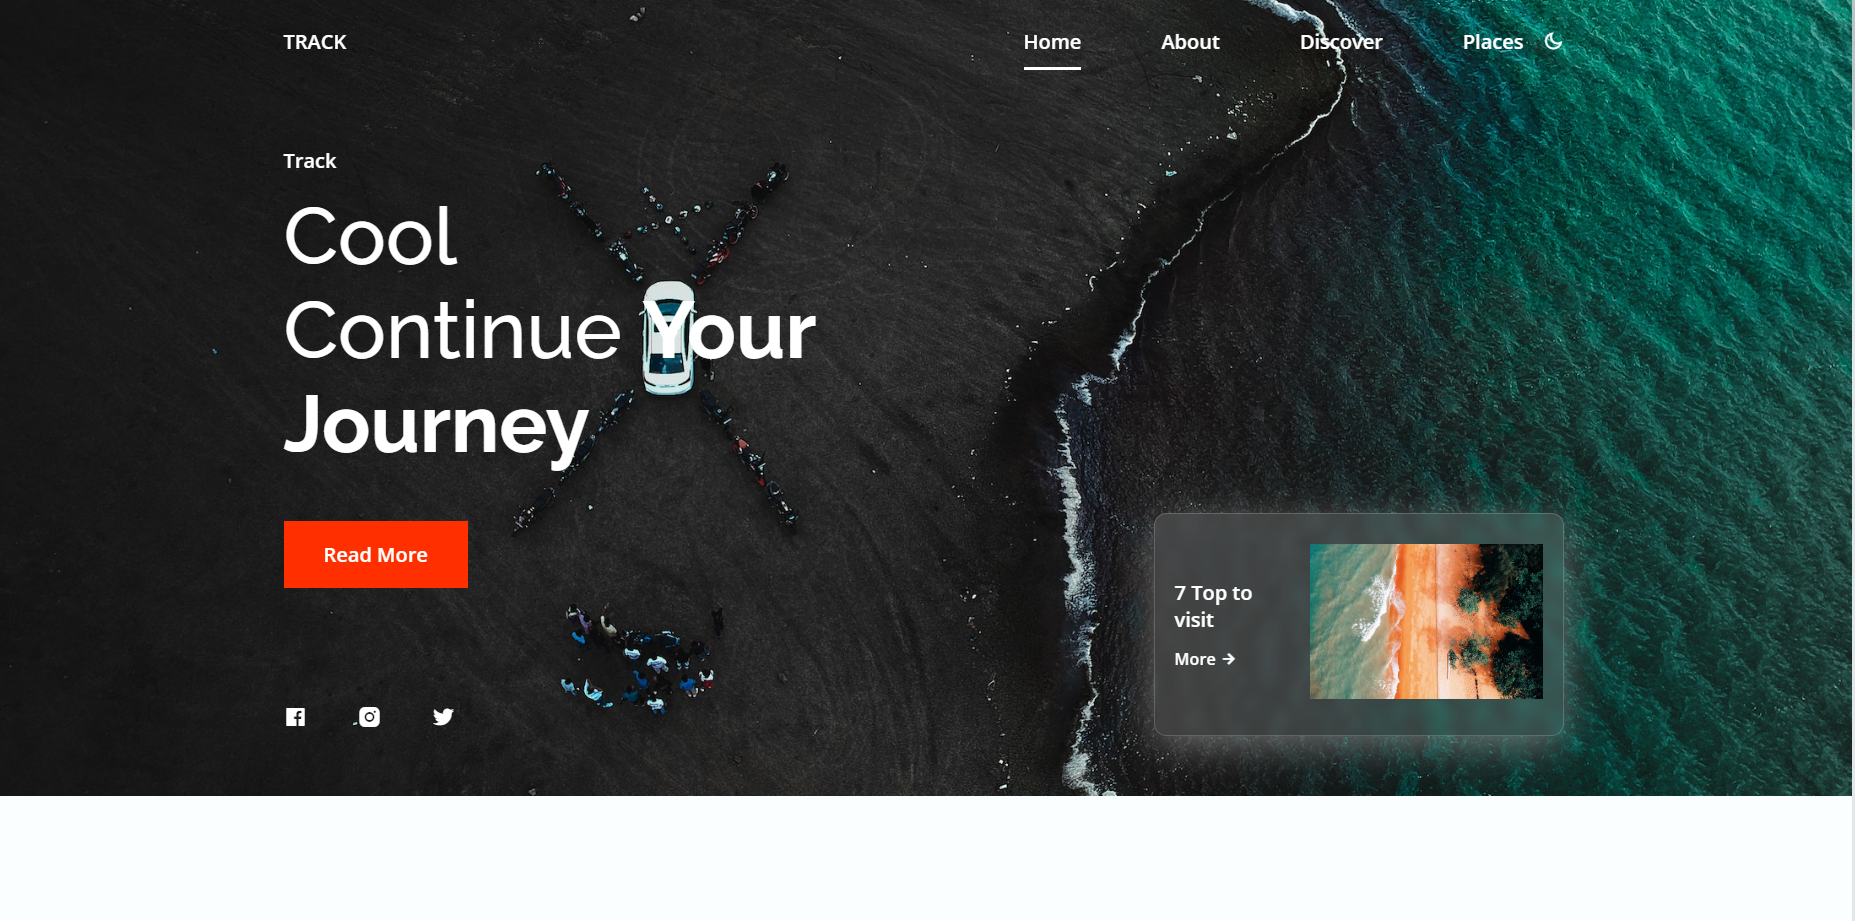 TRACK
Home About Discover Places
Track
Cool
Continue Your
Journey
Read More
7 Top to
visit
More